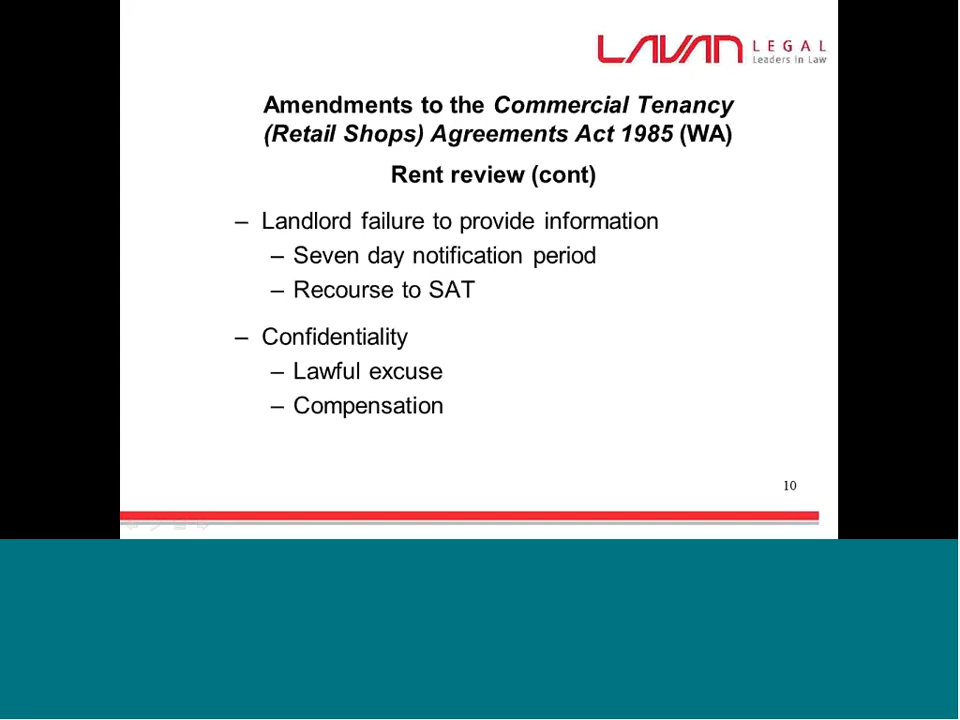 LAVAN LEGAL
Leaders in Law
Amendments to the Commercial Tenancy
(Retail Shops) Agreements Act 1985 (WA)
Rent review (cont)
– Landlord failure to provide information
– Seven day notification period
– Recourse to SAT
– Confidentiality
– Lawful excuse
– Compensation
10